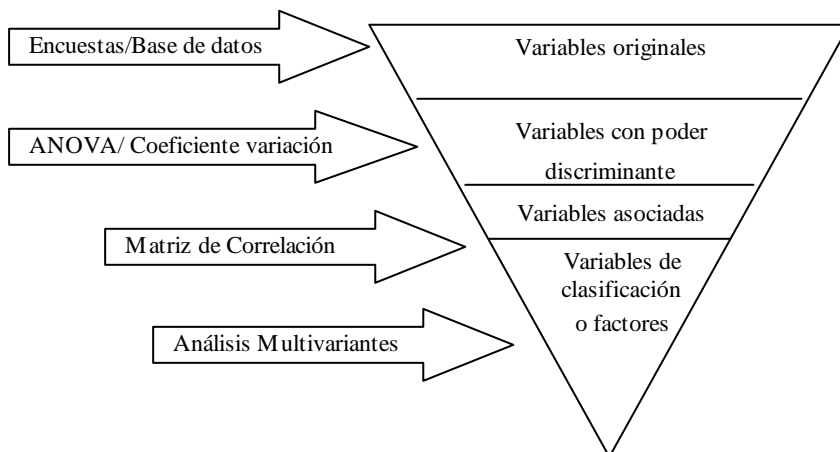 Encuestas/Base de datos
Variables originales
ANOVA/ Coeficiente variación
Variables con poder
discriminante
Variables asociadas
Matriz de Correlación
Variables de
clasificación
o factores
Análisis Multivariantes